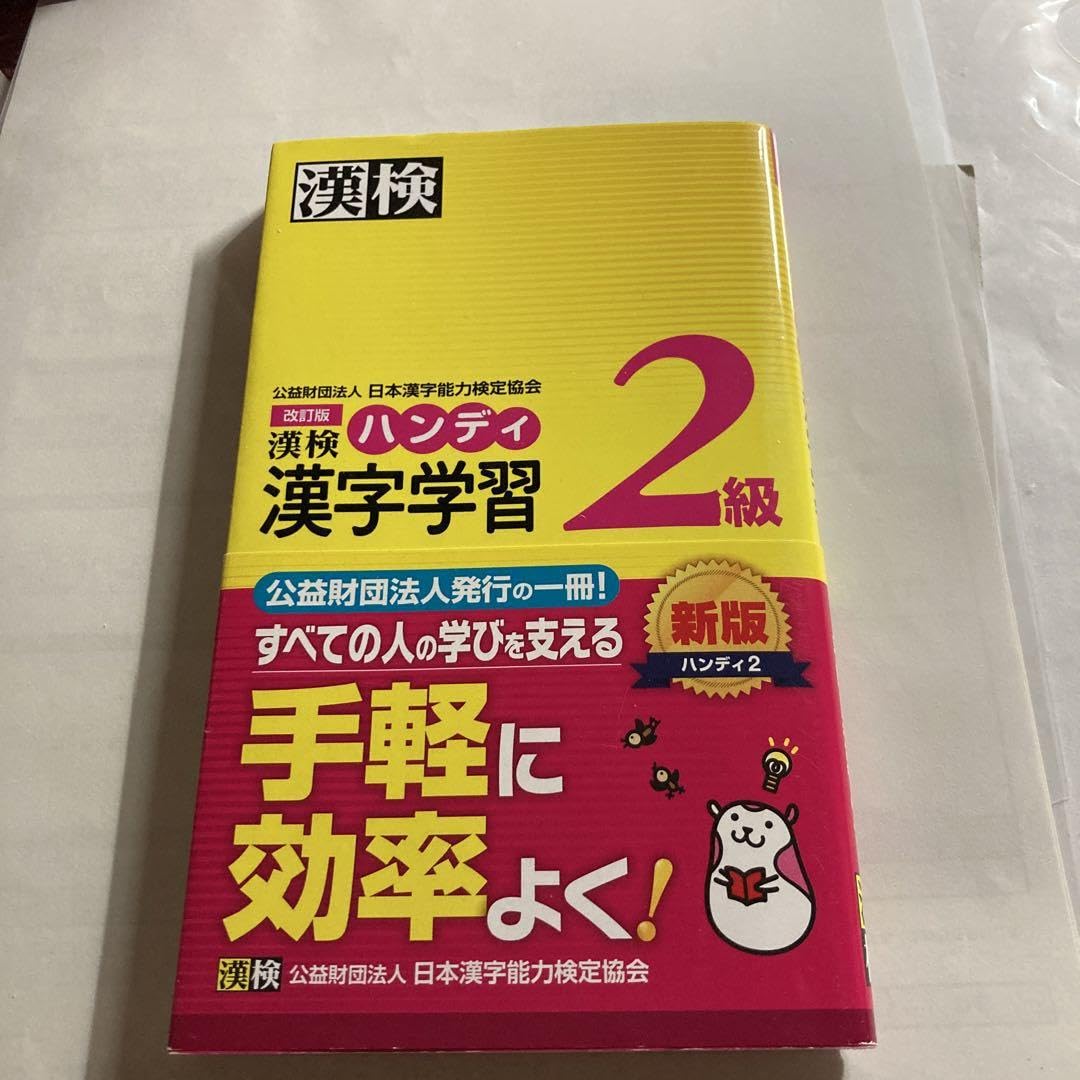 漢検
公益財団法人 日本漢字能力検定協会
改訂版
漢検 ハンディ
漢字学習
2級
公益財団法人発行の一冊!
すべての人の学びを支える
新版
ハンディ2
手軽に
効率よく!
漢検 公益財団法人 日本漢字能力検定協会